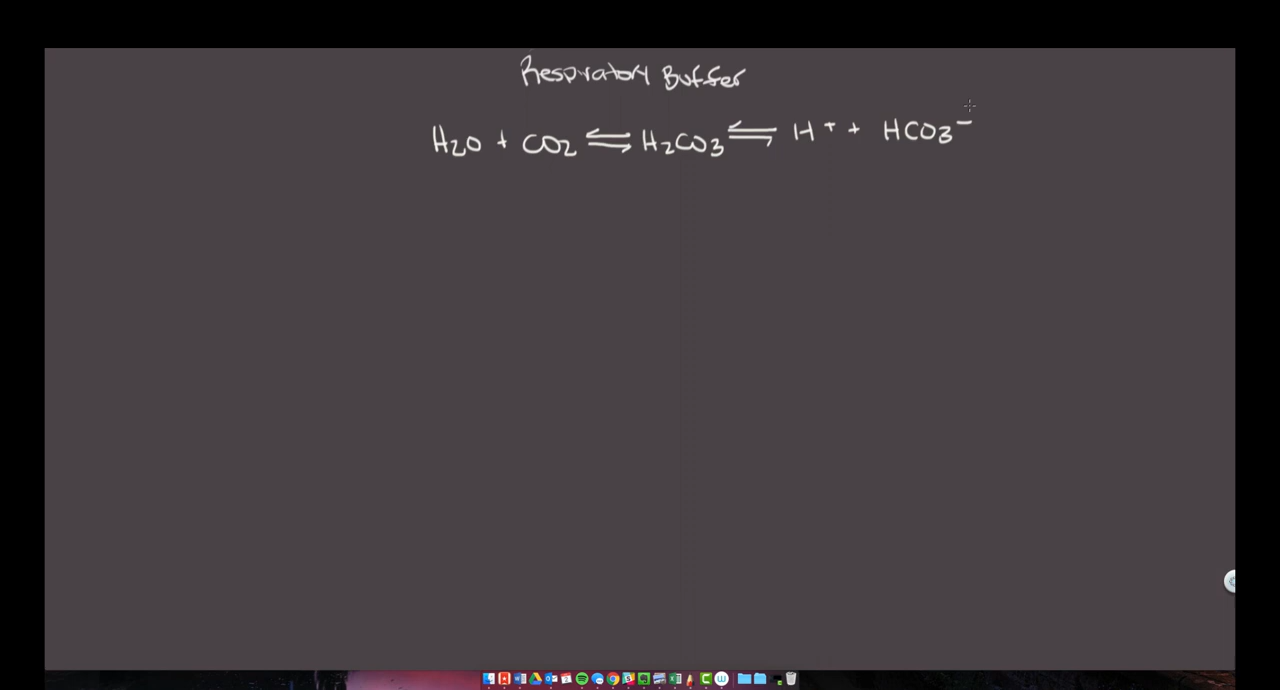 Respiratory Buffer
H2O + CO2 ⇌ H2CO3 ⇌ H+ + HCO3−